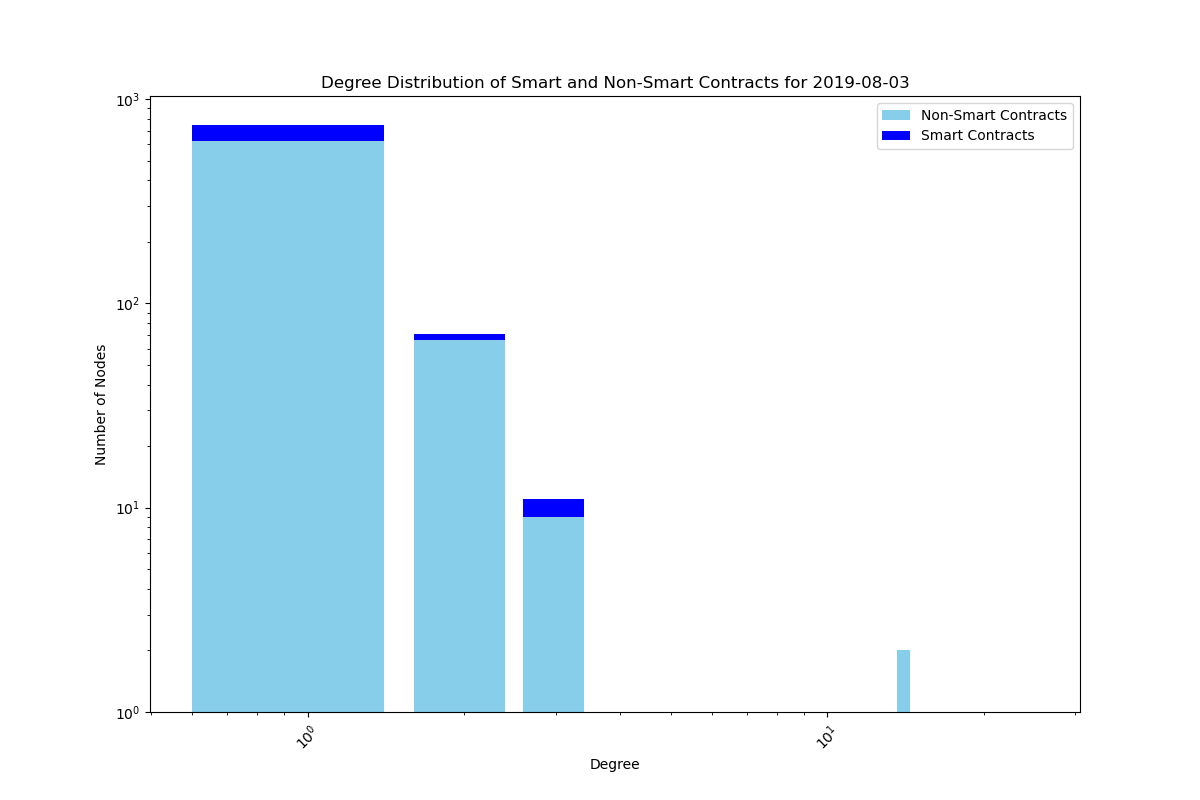 Degree Distribution of Smart and Non-Smart Contracts for 2019-08-03
Non-Smart Contracts
Smart Contracts
Number of Nodes
10³
10²
10¹
10⁰
10⁰
10¹
Degree